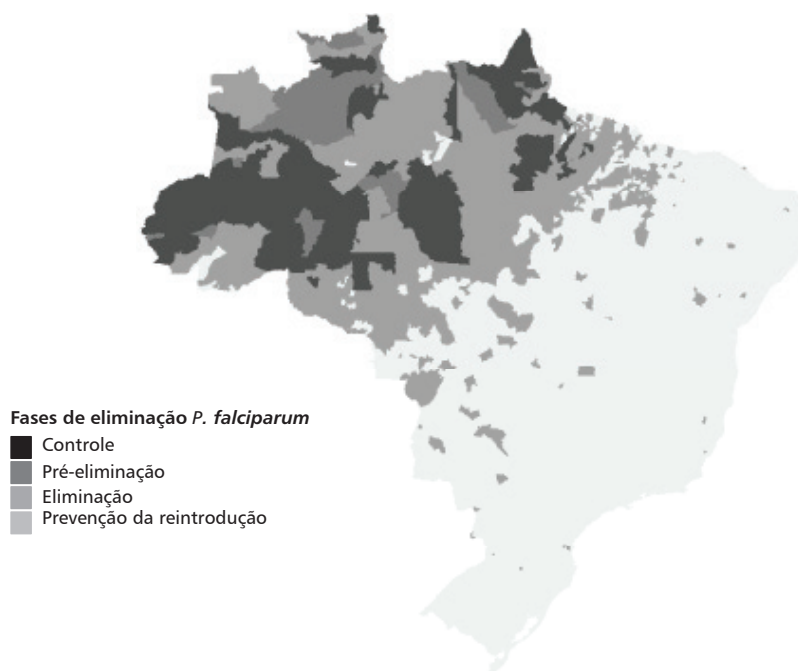 Fases de eliminação P. falciparum
Controle
Pré-eliminação
Eliminação
Prevenção da reintrodução